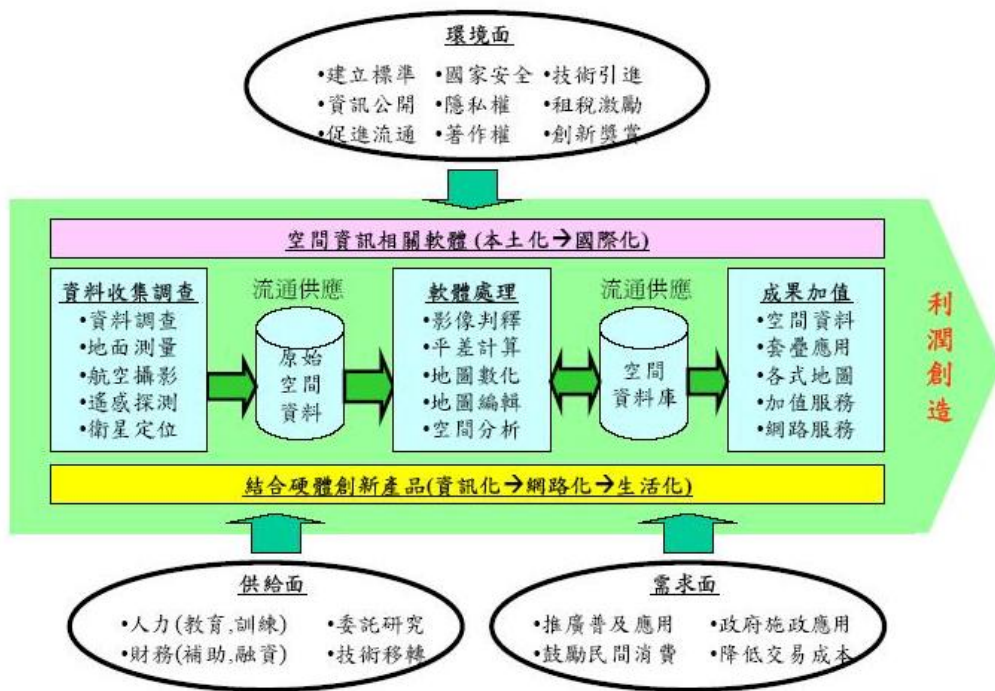 環境面
•建立標準 •國家安全 •技術引進
•資訊公開 •隱私權 •租稅激勵
•促進流通 •著作權 •創新獎賞
空間資訊相關軟體(本土化→國際化)
資料收集調查
•資料調查
•地面測量
•航空攝影
•遙感探測
•衛星定位
流通供應
原始
空間
資料
軟體處理
•影像判釋
•平差計算
•地圖數化
•地圖編輯
•空間分析
流通供應
空間
資料庫
成果加值
•空間資料
•套疊應用
•各式地圖
•加值服務
•網路服務
利
潤
創
造
結合硬體創新產品(資訊化→網路化→生活化)
供給面
•人力(教育,訓練) •委託研究
•財務(補助,融資) •技術移轉
需求面
•推廣普及應用 •政府施政應用
•鼓勵民間消費 •降低交易成本